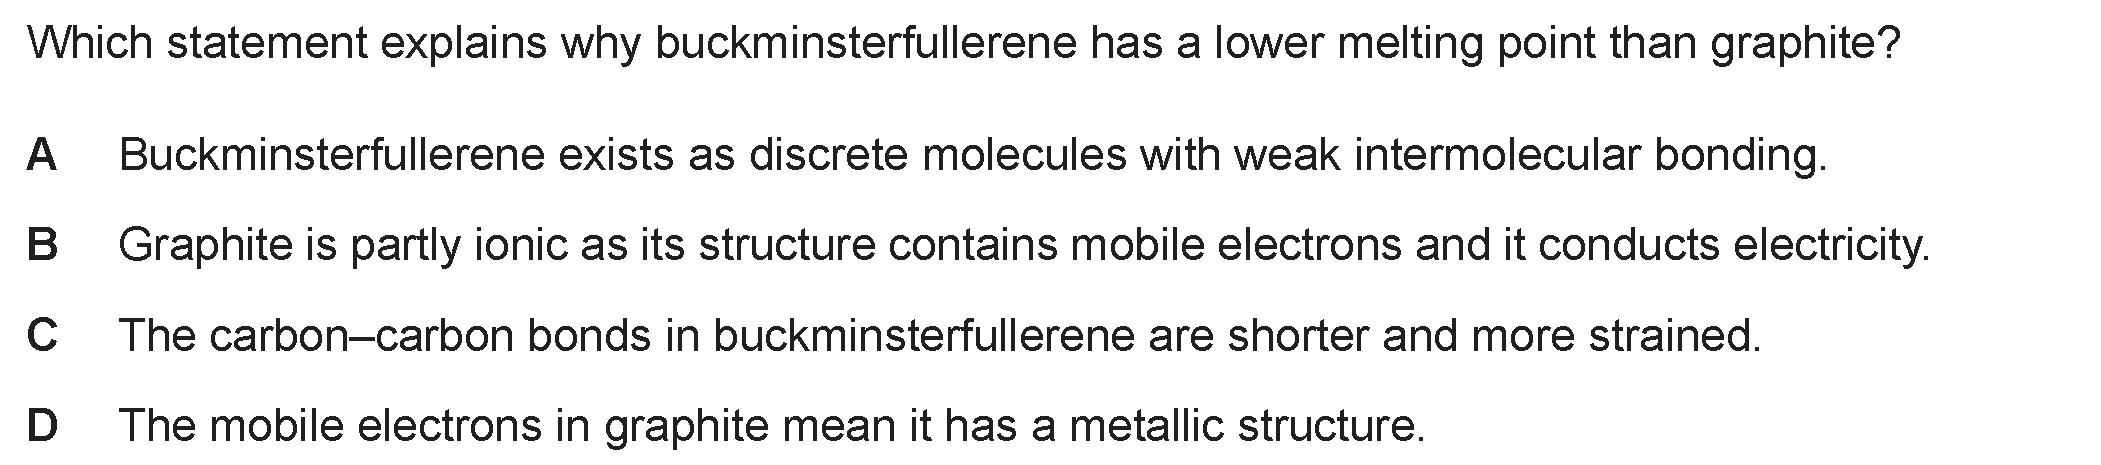 Which statement explains why buckminsterfullerene has a lower melting point than graphite?
A Buckminsterfullerene exists as discrete molecules with weak intermolecular bonding.
B Graphite is partly ionic as its structure contains mobile electrons and it conducts electricity.
C The carbon–carbon bonds in buckminsterfullerene are shorter and more strained.
D The mobile electrons in graphite mean it has a metallic structure.